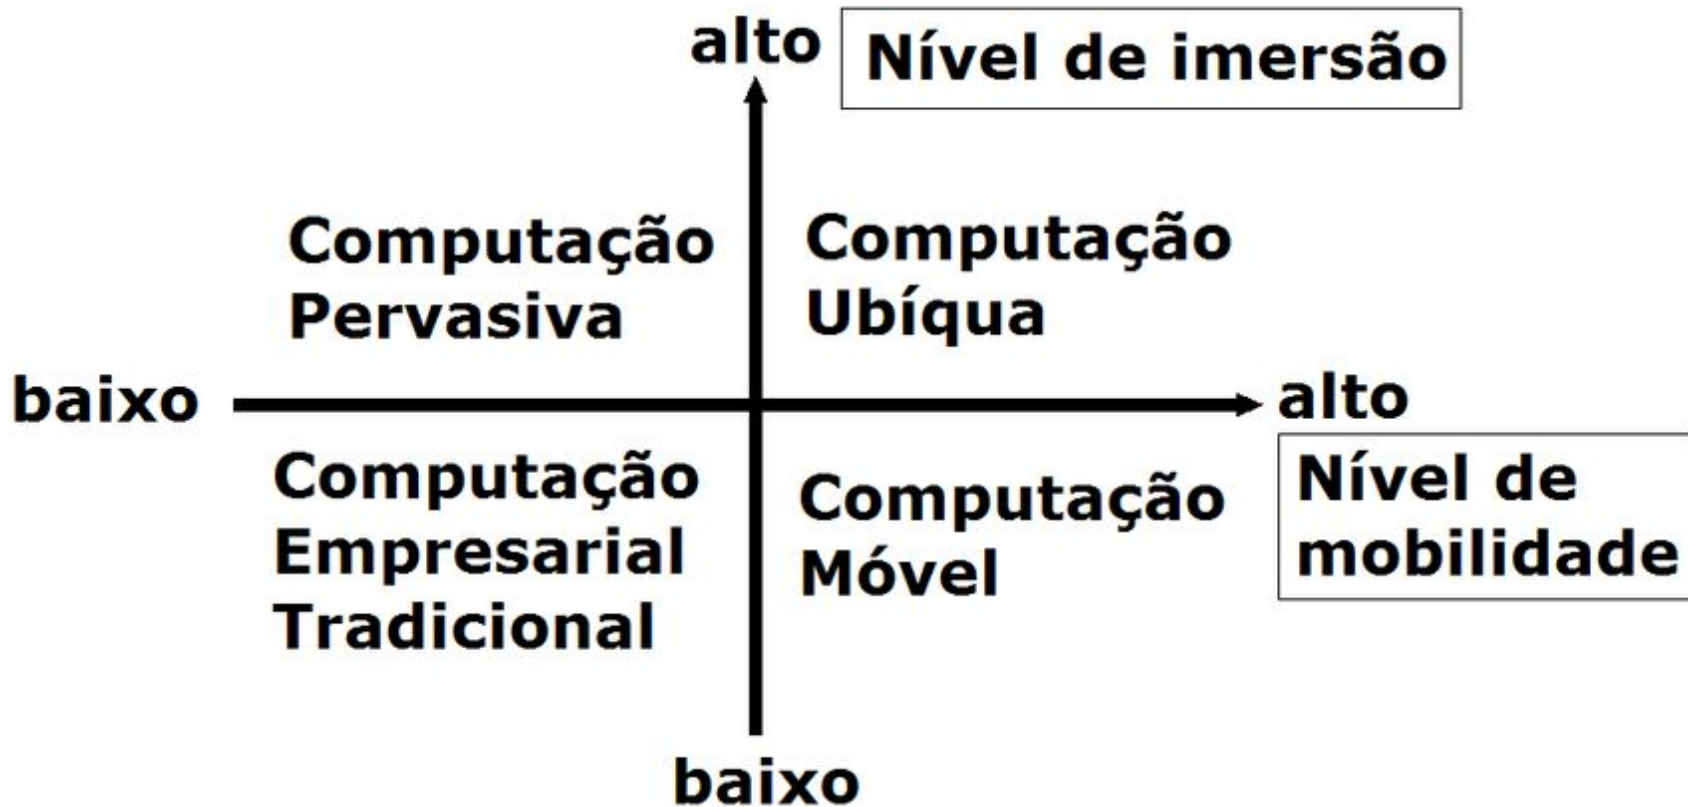 alto
Nível de imersão
Computação
Pervasiva
Computação
Ubíqua
baixo
alto
Nível de
mobilidade
Computação
Empresarial
Tradicional
Computação
Móvel
baixo